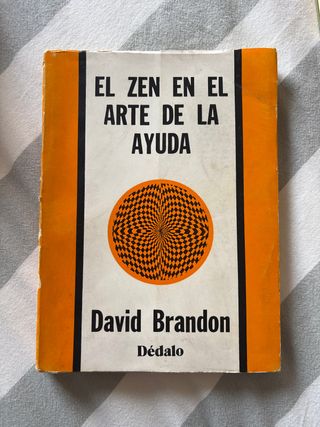 EL ZEN EN EL
ARTE DE LA
AYUDA
David Brandon
Dédalo